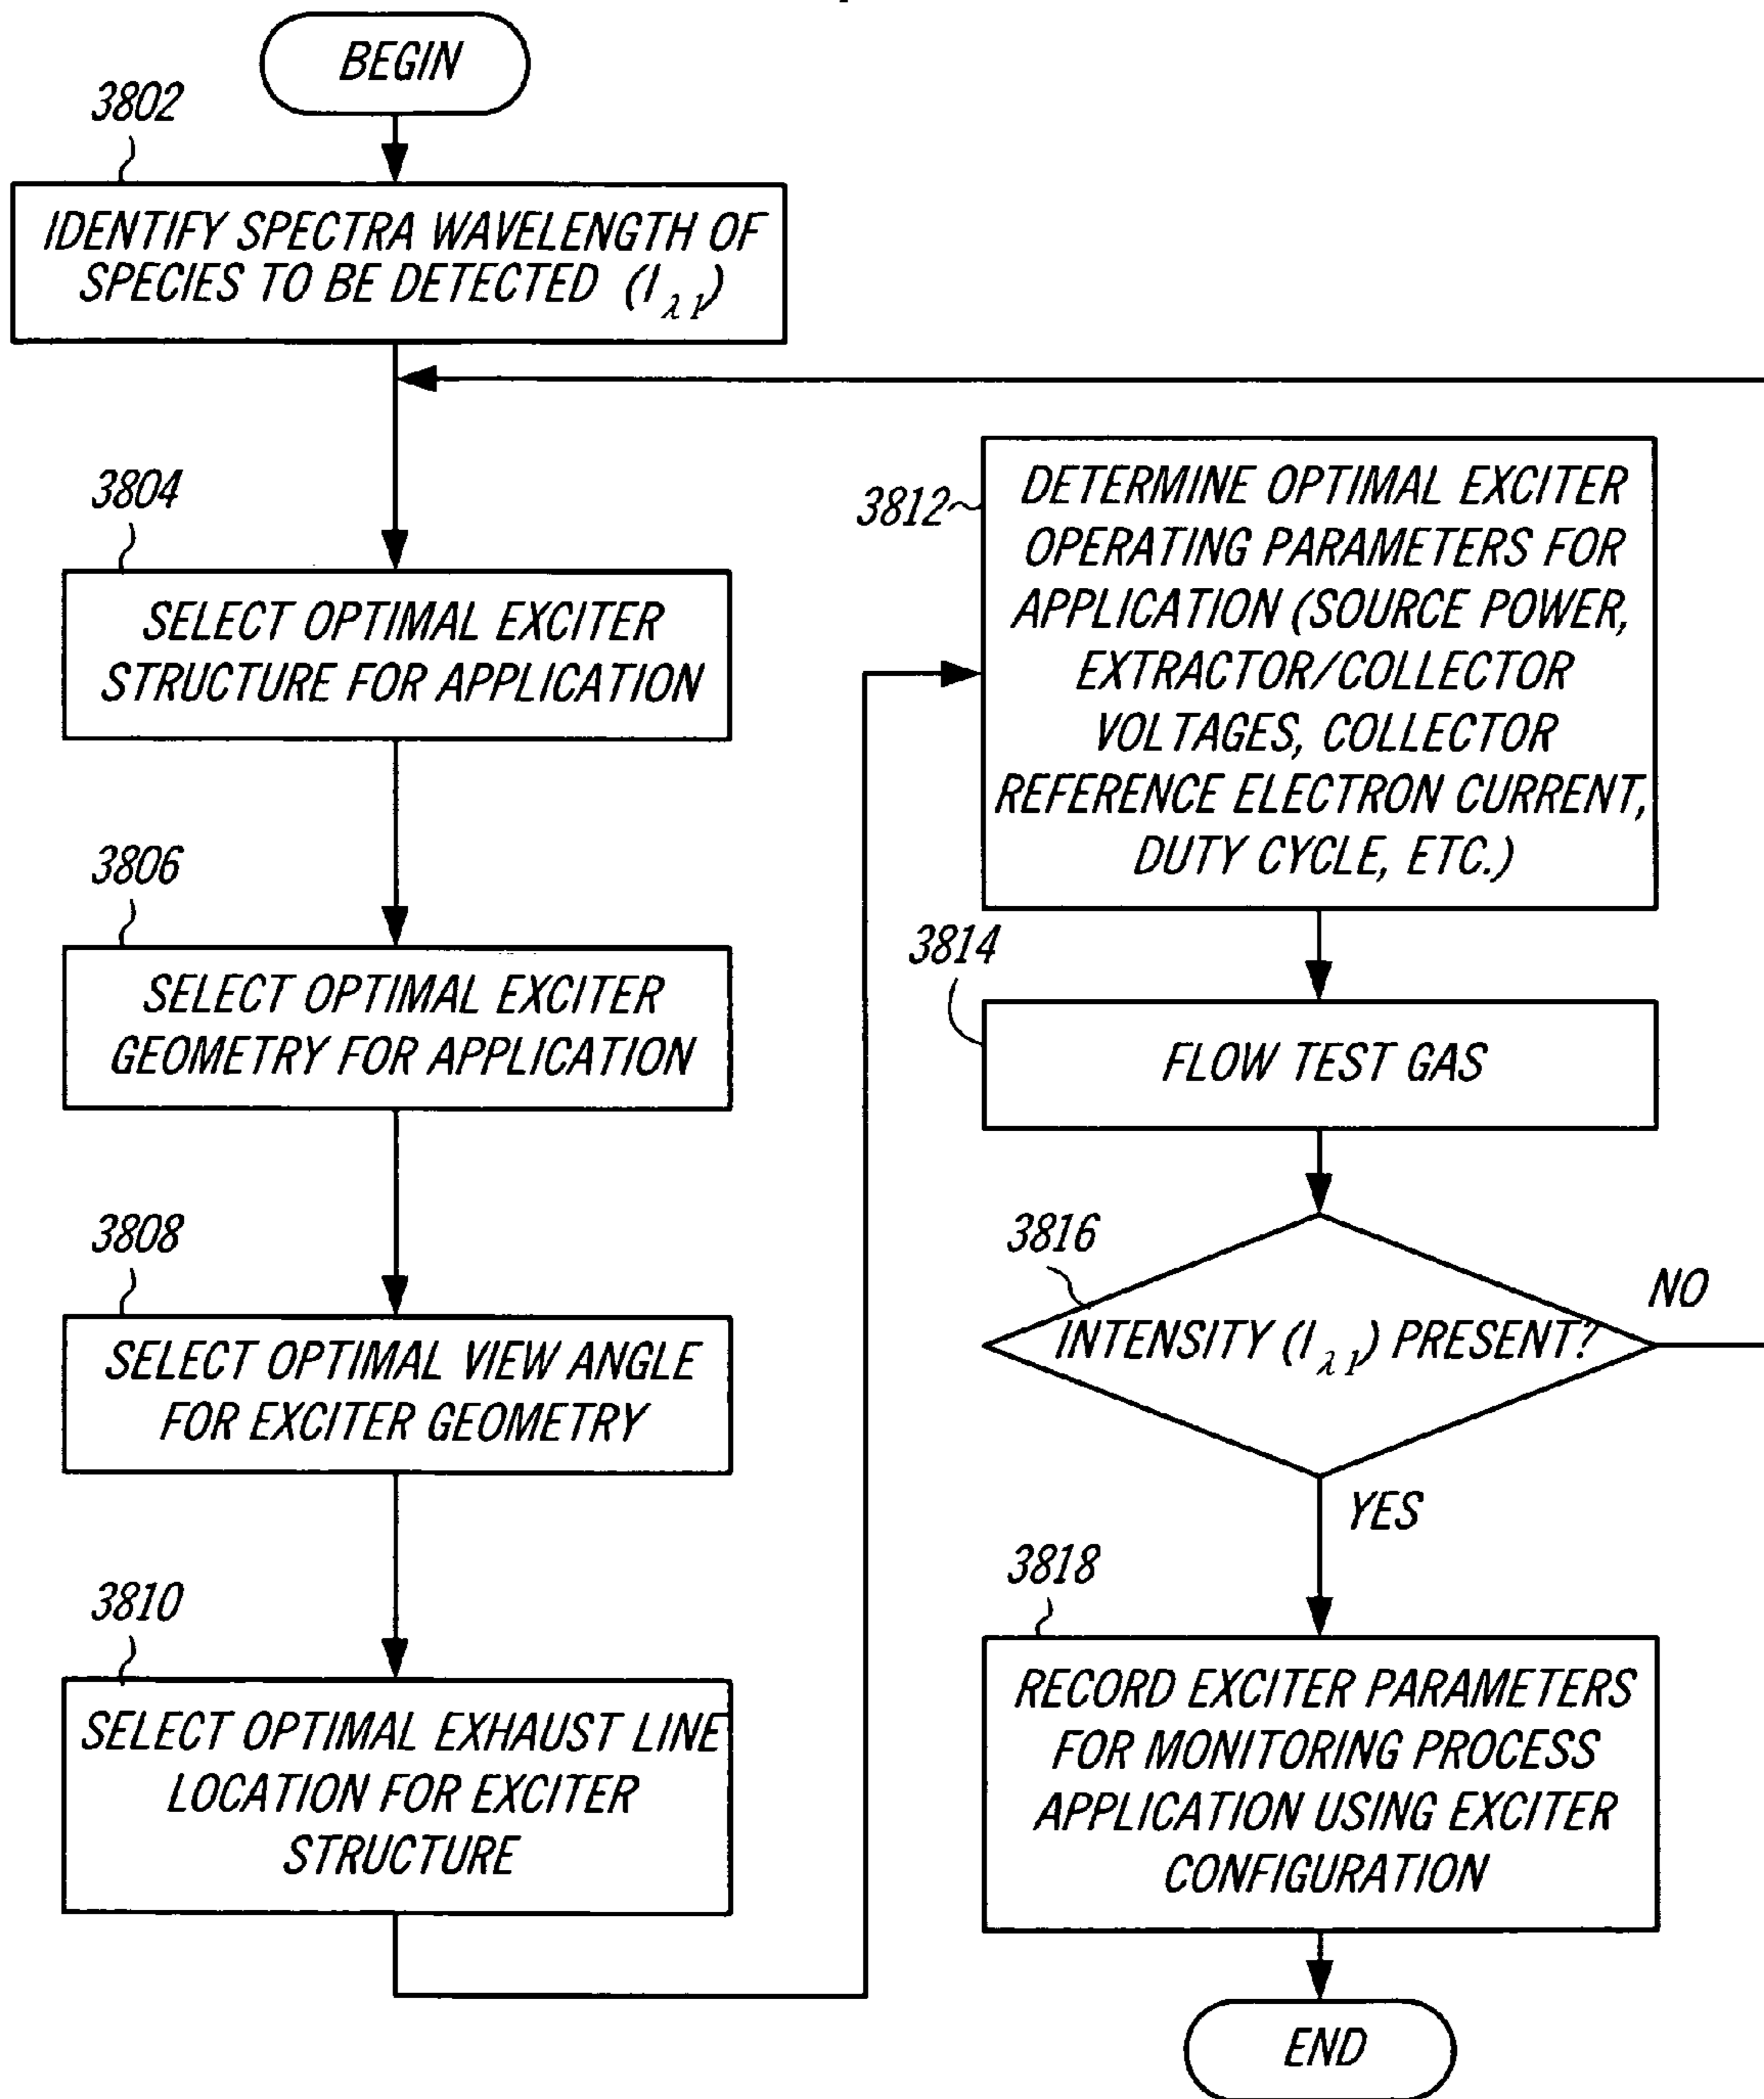 BEGIN
3802
IDENTIFY SPECTRA WAVELENGTH OF
SPECIES TO BE DETECTED (I λ1)
3804
SELECT OPTIMAL EXCITER
STRUCTURE FOR APPLICATION
3806
SELECT OPTIMAL EXCITER
GEOMETRY FOR APPLICATION
3808
SELECT OPTIMAL VIEW ANGLE
FOR EXCITER GEOMETRY
3810
SELECT OPTIMAL EXHAUST LINE
LOCATION FOR EXCITER
STRUCTURE
3812
DETERMINE OPTIMAL EXCITER
OPERATING PARAMETERS FOR
APPLICATION (SOURCE POWER,
EXTRACTOR/COLLECTOR
VOLTAGES, COLLECTOR
REFERENCE ELECTRON CURRENT,
DUTY CYCLE, ETC.)
3814
FLOW TEST GAS
3816
INTENSITY (I λ1) PRESENT?
NO
YES
3818
RECORD EXCITER PARAMETERS
FOR MONITORING PROCESS
APPLICATION USING EXCITER
CONFIGURATION
END